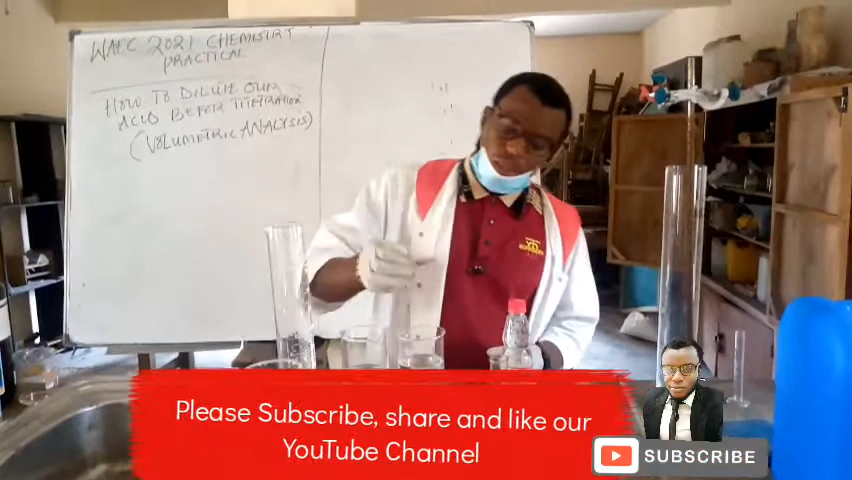 WAEC 2021 CHEMISTRY
PRACTICAL
HOW TO DILUTE OUR
ACID BEFOR TITRATION
(VOLUMETRIC ANALYSIS)
Please Subscribe, share and like our
YouTube Channel.
SUBSCRIBE